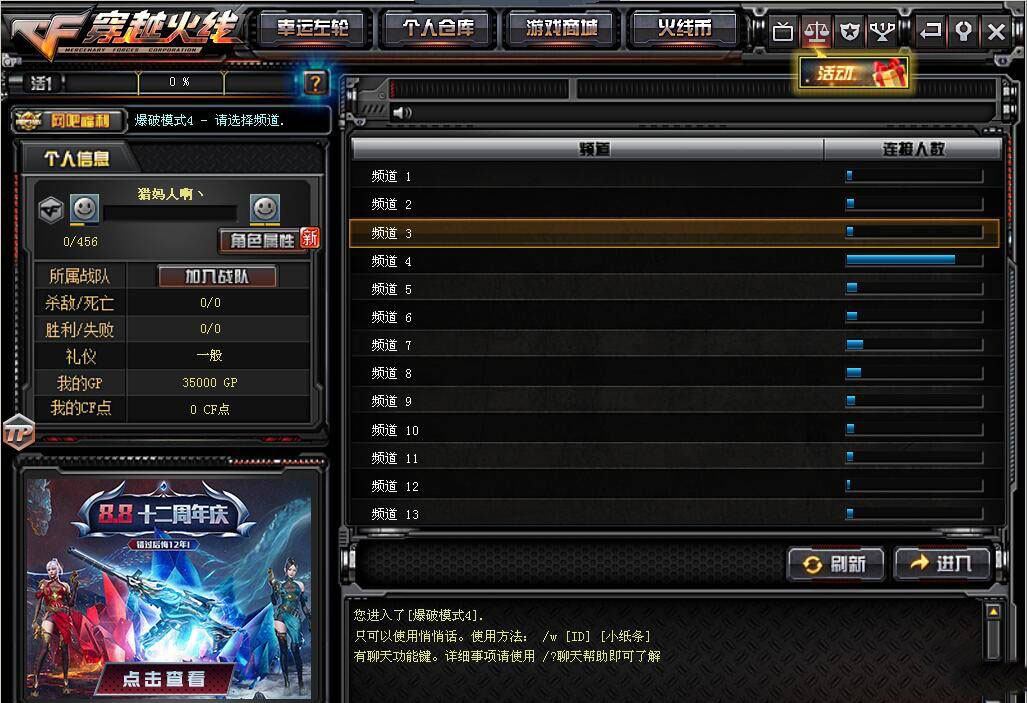 CF 穿越火线
MERCENARY FORCES CORPORATION
幸运左轮
个人仓库
游戏商城
火线币
活动
活1
0 %
?
网吧福利
爆破模式4 - 请选择频道.
个人信息
猎妈人啊丶
0/456
角色属性
新
所属战队 加入战队
杀敌/死亡 0/0
胜利/失败 0/0
礼仪 一般
我的GP 35000 GP
我的CF点 0 CF点
TP
8.8 十二周年庆
错过后悔12年!
点击查看
频道 连接人数
频道 1
频道 2
频道 3
频道 4
频道 5
频道 6
频道 7
频道 8
频道 9
频道 10
频道 11
频道 12
频道 13
刷新
进入
您进入了[爆破模式4].
只可以使用悄悄话。使用方法: /w [ID] [小纸条]
有聊天功能键。详细事项请使用 /?聊天帮助即可了解